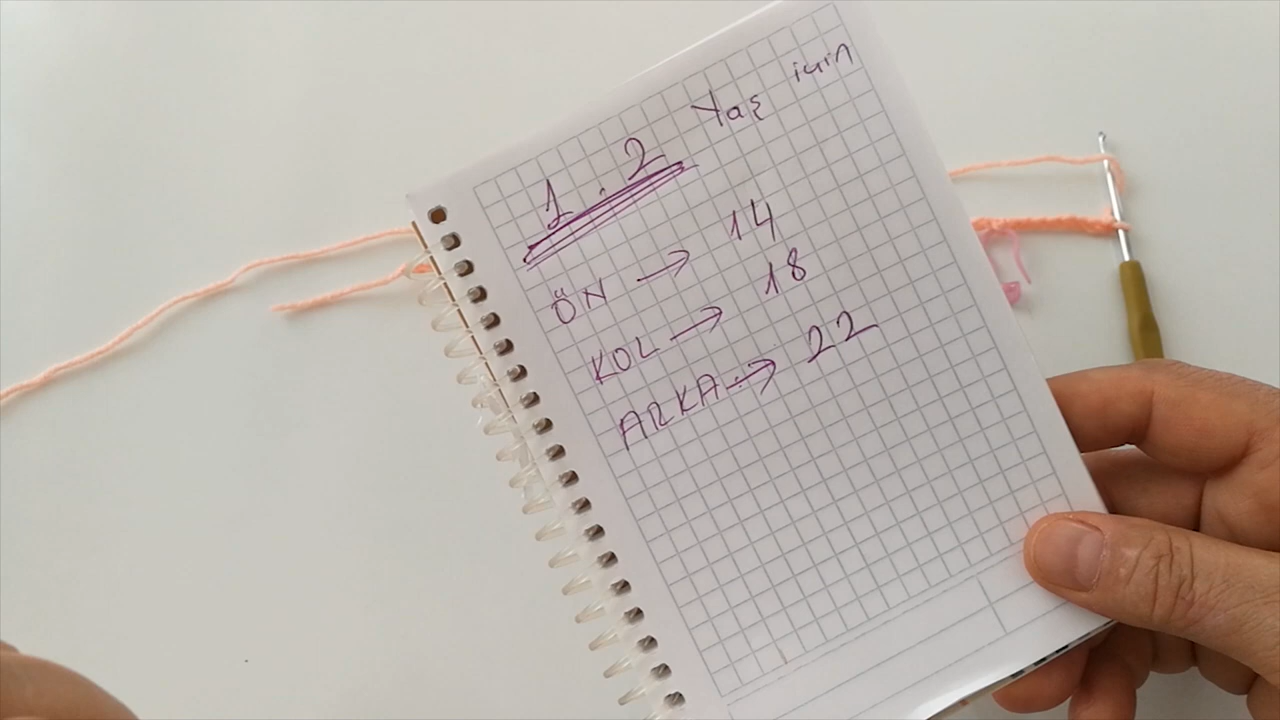 1.2 Yaş için
ÖN → 14
KOL → 18
ARKA → 22